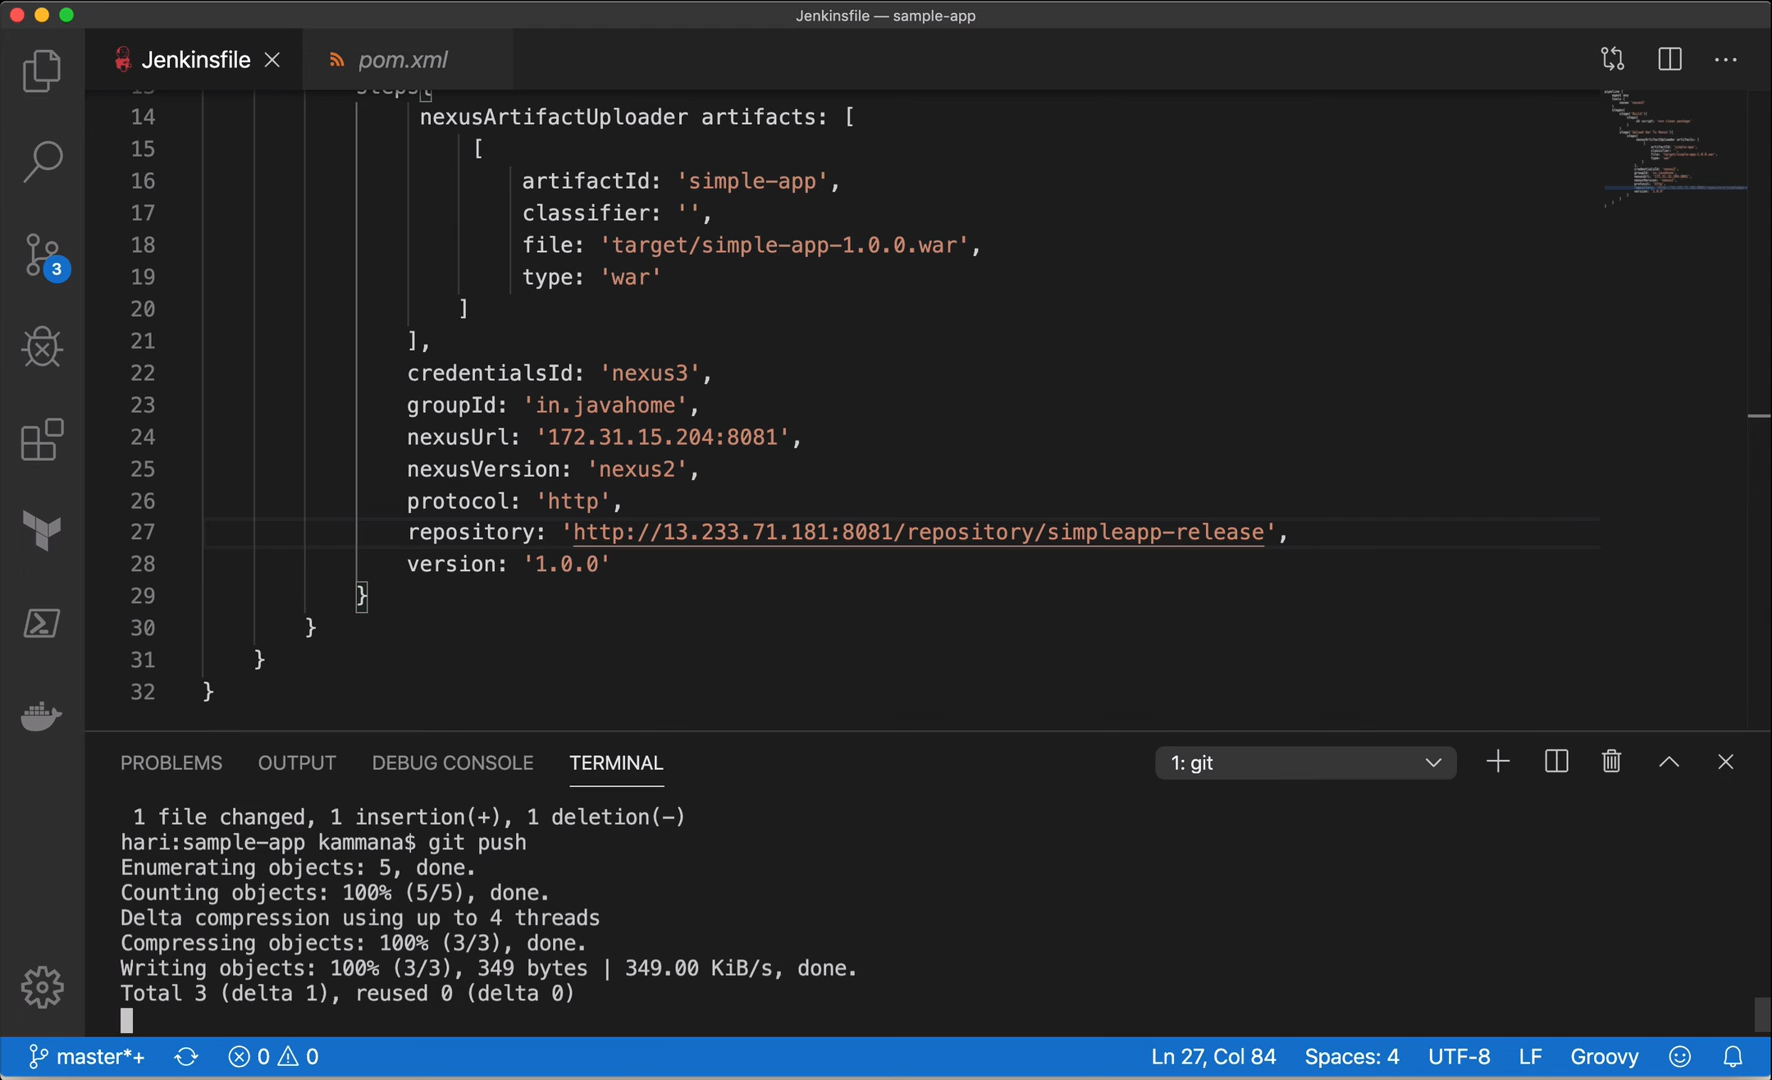 Jenkinsfile — sample-app
Jenkinsfile
pom.xml
steps{
14 nexusArtifactUploader artifacts: [
15 [
16 artifactId: 'simple-app',
17 classifier: '',
18 file: 'target/simple-app-1.0.0.war',
19 type: 'war'
20 ]
21 ],
22 credentialsId: 'nexus3',
23 groupId: 'in.javahome',
24 nexusUrl: '172.31.15.204:8081',
25 nexusVersion: 'nexus2',
26 protocol: 'http',
27 repository: 'http://13.233.71.181:8081/repository/simpleapp-release',
28 version: '1.0.0'
29 }
30 }
31 }
32 }
3
PROBLEMS OUTPUT DEBUG CONSOLE TERMINAL 1: git
1 file changed, 1 insertion(+), 1 deletion(-)
hari:sample-app kammana$ git push
Enumerating objects: 5, done.
Counting objects: 100% (5/5), done.
Delta compression using up to 4 threads
Compressing objects: 100% (3/3), done.
Writing objects: 100% (3/3), 349 bytes | 349.00 KiB/s, done.
Total 3 (delta 1), reused 0 (delta 0)
master*+ 0 0 Ln 27, Col 84 Spaces: 4 UTF-8 LF Groovy